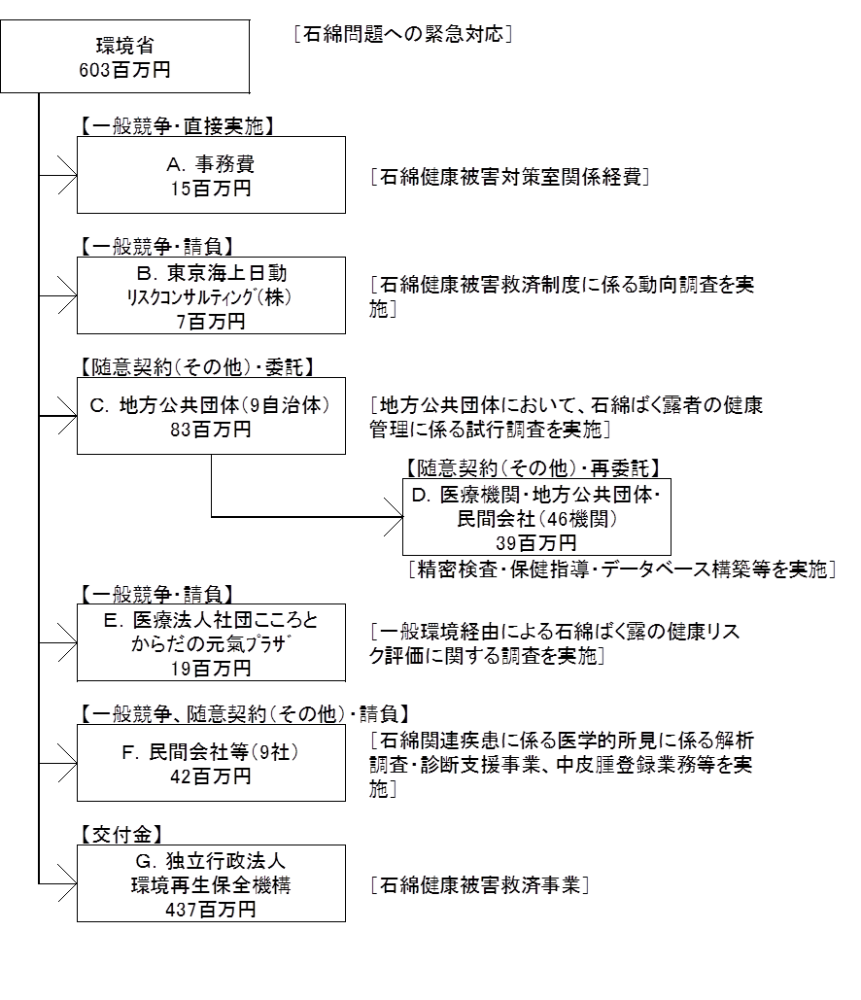 環境省
603百万円
[石綿問題への緊急対応]
【一般競争・直接実施】
A．事務費
15百万円
[石綿健康被害対策室関係経費]
【一般競争・請負】
B．東京海上日動
ﾘｽｸｺﾝｻﾙﾃｨﾝｸﾞ(株)
7百万円
[石綿健康被害救済制度に係る動向調査を実
施]
【随意契約(その他)・委託】
C．地方公共団体(9自治体)
83百万円
[地方公共団体において、石綿ばく露者の健康
管理に係る試行調査を実施]
【随意契約(その他)・再委託】
D．医療機関・地方公共団体・
民間会社(46機関)
39百万円
[精密検査・保健指導・データベース構築等を実施]
【一般競争・請負】
E．医療法人社団こころと
からだの元氣ﾌﾟﾗｻﾞ
19百万円
[一般環境経由による石綿ばく露の健康リス
ク評価に関する調査を実施]
【一般競争、随意契約(その他)・請負】
F．民間会社等(9社)
42百万円
[石綿関連疾患に係る医学的所見に係る解析
調査・診断支援事業、中皮腫登録業務等を実
施]
【交付金】
G．独立行政法人
環境再生保全機構
437百万円
[石綿健康被害救済事業]